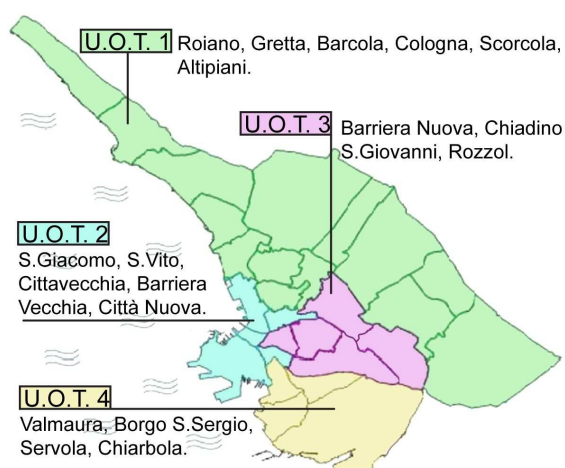 U.O.T. 1 Roiano, Gretta, Barcola, Cologna, Scorcola,
Altipiani.
U.O.T. 3 Barriera Nuova, Chiadino
S.Giovanni, Rozzol.
U.O.T. 2
S.Giacomo, S.Vito,
Cittavecchia, Barriera
Vecchia, Città Nuova.
U.O.T. 4
Valmaura, Borgo S.Sergio,
Servola, Chiarbola.